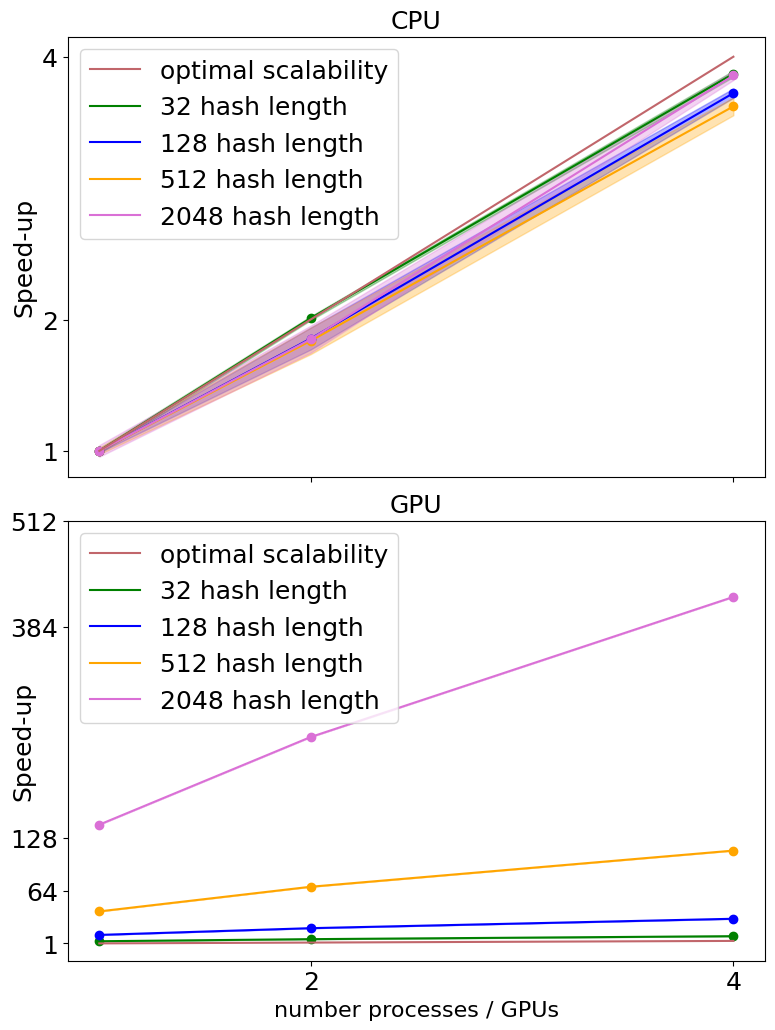 CPU
4
2
1
Speed-up
optimal scalability
32 hash length
128 hash length
512 hash length
2048 hash length
GPU
512
384
128
64
1
Speed-up
optimal scalability
32 hash length
128 hash length
512 hash length
2048 hash length
2 4
number processes / GPUs